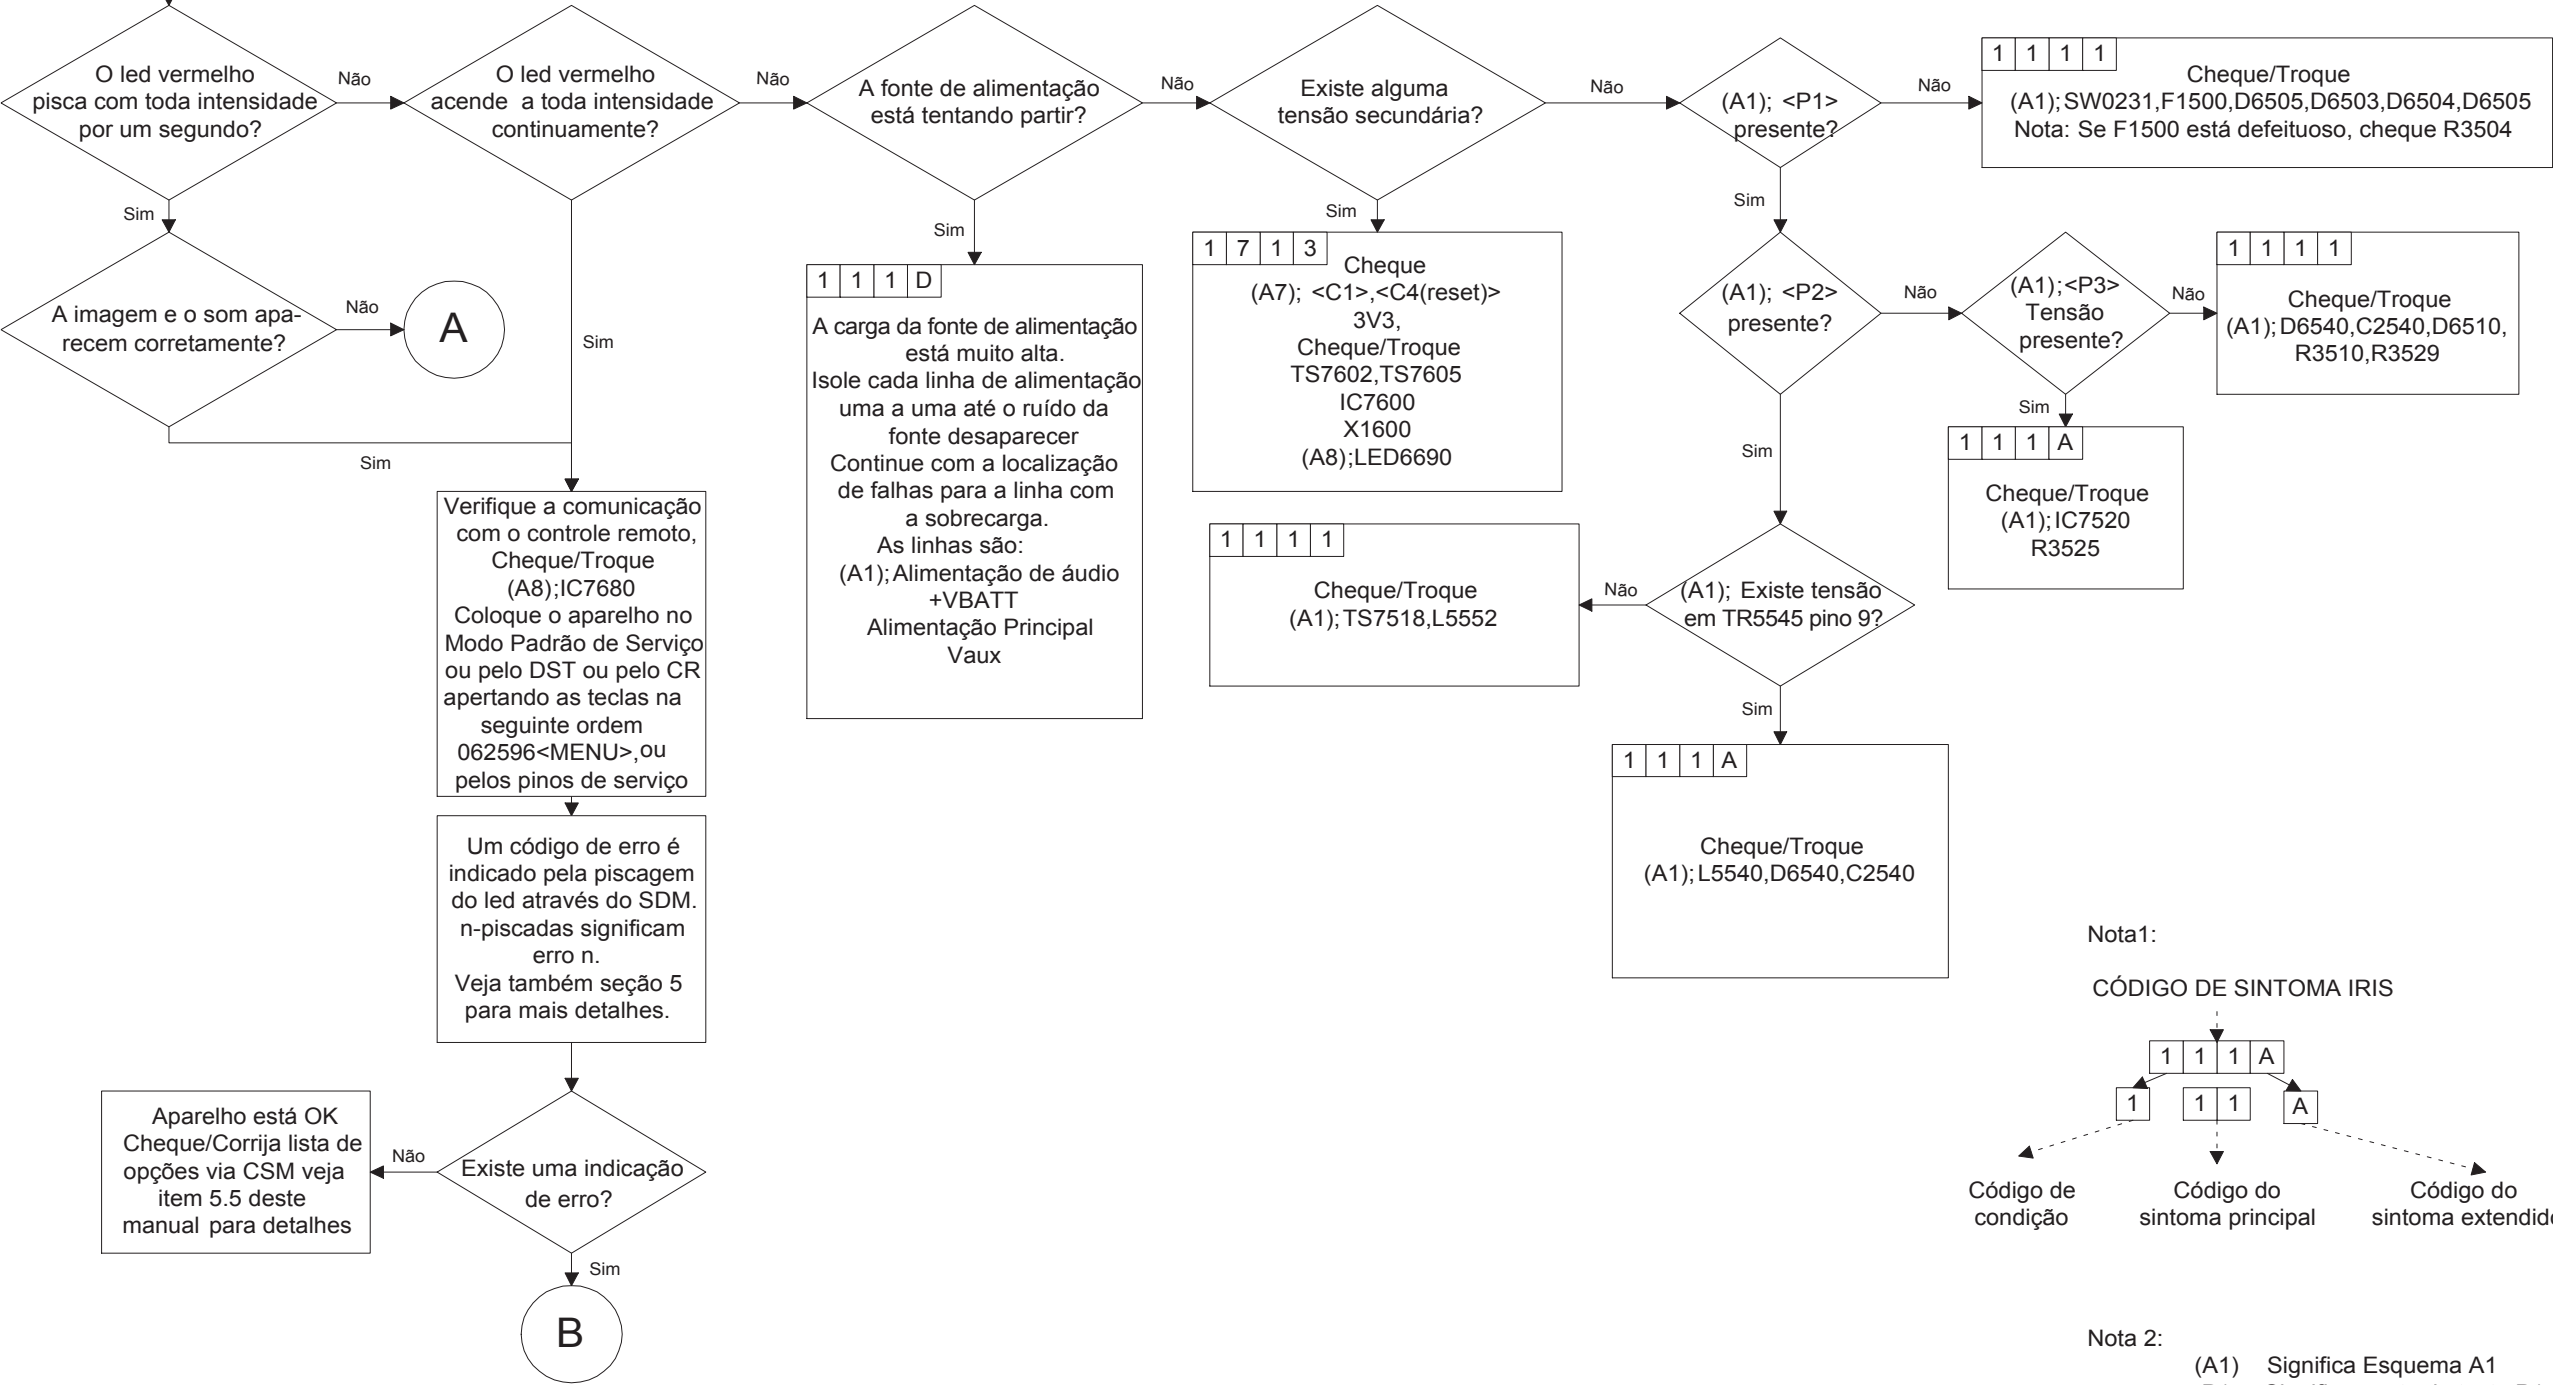 O led vermelho
pisca com toda intensidade
por um segundo?
Não
O led vermelho
acende a toda intensidade
continuamente?
Não
A fonte de alimentação
está tentando partir?
Não
Existe alguma
tensão secundária?
Não
(A1); <P1>
presente?
Não
1 1 1 1
Cheque/Troque
(A1);SW0231,F1500,D6505,D6503,D6504,D6505
Nota: Se F1500 está defeituoso, cheque R3504
Sim
A imagem e o som apa-
recem corretamente?
Não
A
Sim
Sim
Sim
1 1 1 D
A carga da fonte de alimentação
está muito alta.
Isole cada linha de alimentação
uma a uma até o ruído da
fonte desaparecer
Continue com a localização
de falhas para a linha com
a sobrecarga.
As linhas são:
(A1);Alimentação de áudio
+VBATT
Alimentação Principal
Vaux
Sim
1 7 1 3
Cheque
(A7); <C1>,<C4(reset)>
3V3,
Cheque/Troque
TS7602,TS7605
IC7600
X1600
(A8);LED6690
Sim
(A1); <P2>
presente?
Não
(A1);<P3>
Tensão
presente?
Não
1 1 1 1
Cheque/Troque
(A1);D6540,C2540,D6510,
R3510,R3529
Sim
1 1 1 A
Cheque/Troque
(A1);IC7520
R3525
Sim
(A1); Existe tensão
em TR5545 pino 9?
Não
1 1 1 1
Cheque/Troque
(A1);TS7518,L5552
Sim
1 1 1 A
Cheque/Troque
(A1);L5540,D6540,C2540
Sim
Verifique a comunicação
com o controle remoto,
Cheque/Troque
(A8);IC7680
Coloque o aparelho no
Modo Padrão de Serviço
ou pelo DST ou pelo CR
apertando as teclas na
seguinte ordem
062596<MENU>,ou
pelos pinos de serviço
Um código de erro é
indicado pela piscagem
do led através do SDM.
n-piscadas significam
erro n.
Veja também seção 5
para mais detalhes.
Existe uma indicação
de erro?
Não
Aparelho está OK
Cheque/Corrija lista de
opções via CSM veja
item 5.5 deste
manual para detalhes
Sim
B
Nota1:
CÓDIGO DE SINTOMA IRIS
1 1 1 A
1 1 1 A
Código de
condição
Código do
sintoma principal
Código do
sintoma extendido
Nota 2:
(A1) Significa Esquema A1